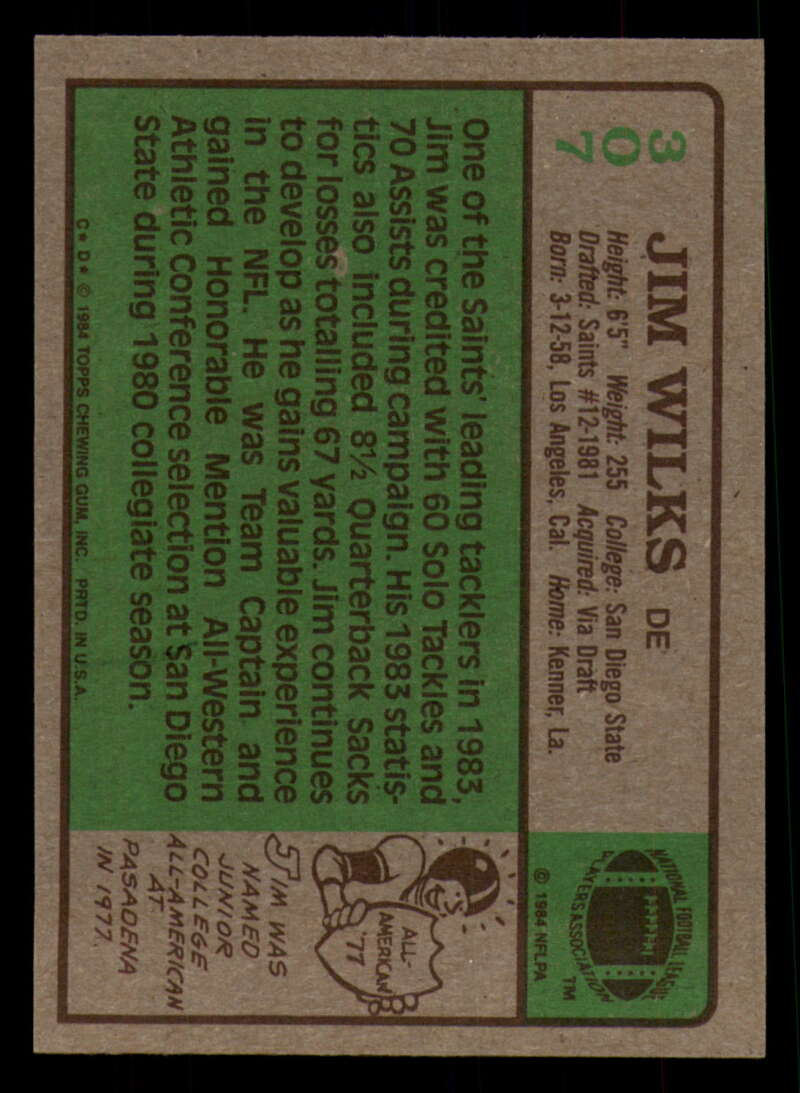 307
JIM WILKS DE
Height: 6'5" Weight: 255 College: San Diego State
Drafted: Saints #12-1981 Acquired: Via Draft
Born: 3-12-58, Los Angeles, Cal. Home: Kenner, La.
NATIONAL FOOTBALL LEAGUE
PLAYERS ASSOCIATION
TM
© 1984 NFLPA
One of the Saints' leading tacklers in 1983,
Jim was credited with 60 Solo Tackles and
70 Assists during campaign. His 1983 statis-
tics also included 8½ Quarterback Sacks
for losses totalling 67 yards. Jim continues
to develop as he gains valuable experience
in the NFL. He was Team Captain and
gained Honorable Mention All-Western
Athletic Conference selection at San Diego
State during 1980 collegiate season.
C* D* © 1984 TOPPS CHEWING GUM, INC. PRTD. IN U.S.A.
ALL-
AMERICAN
'77
JIM WAS
NAMED
JUNIOR
COLLEGE
ALL-AMERICAN
AT
PASADENA
IN 1977.